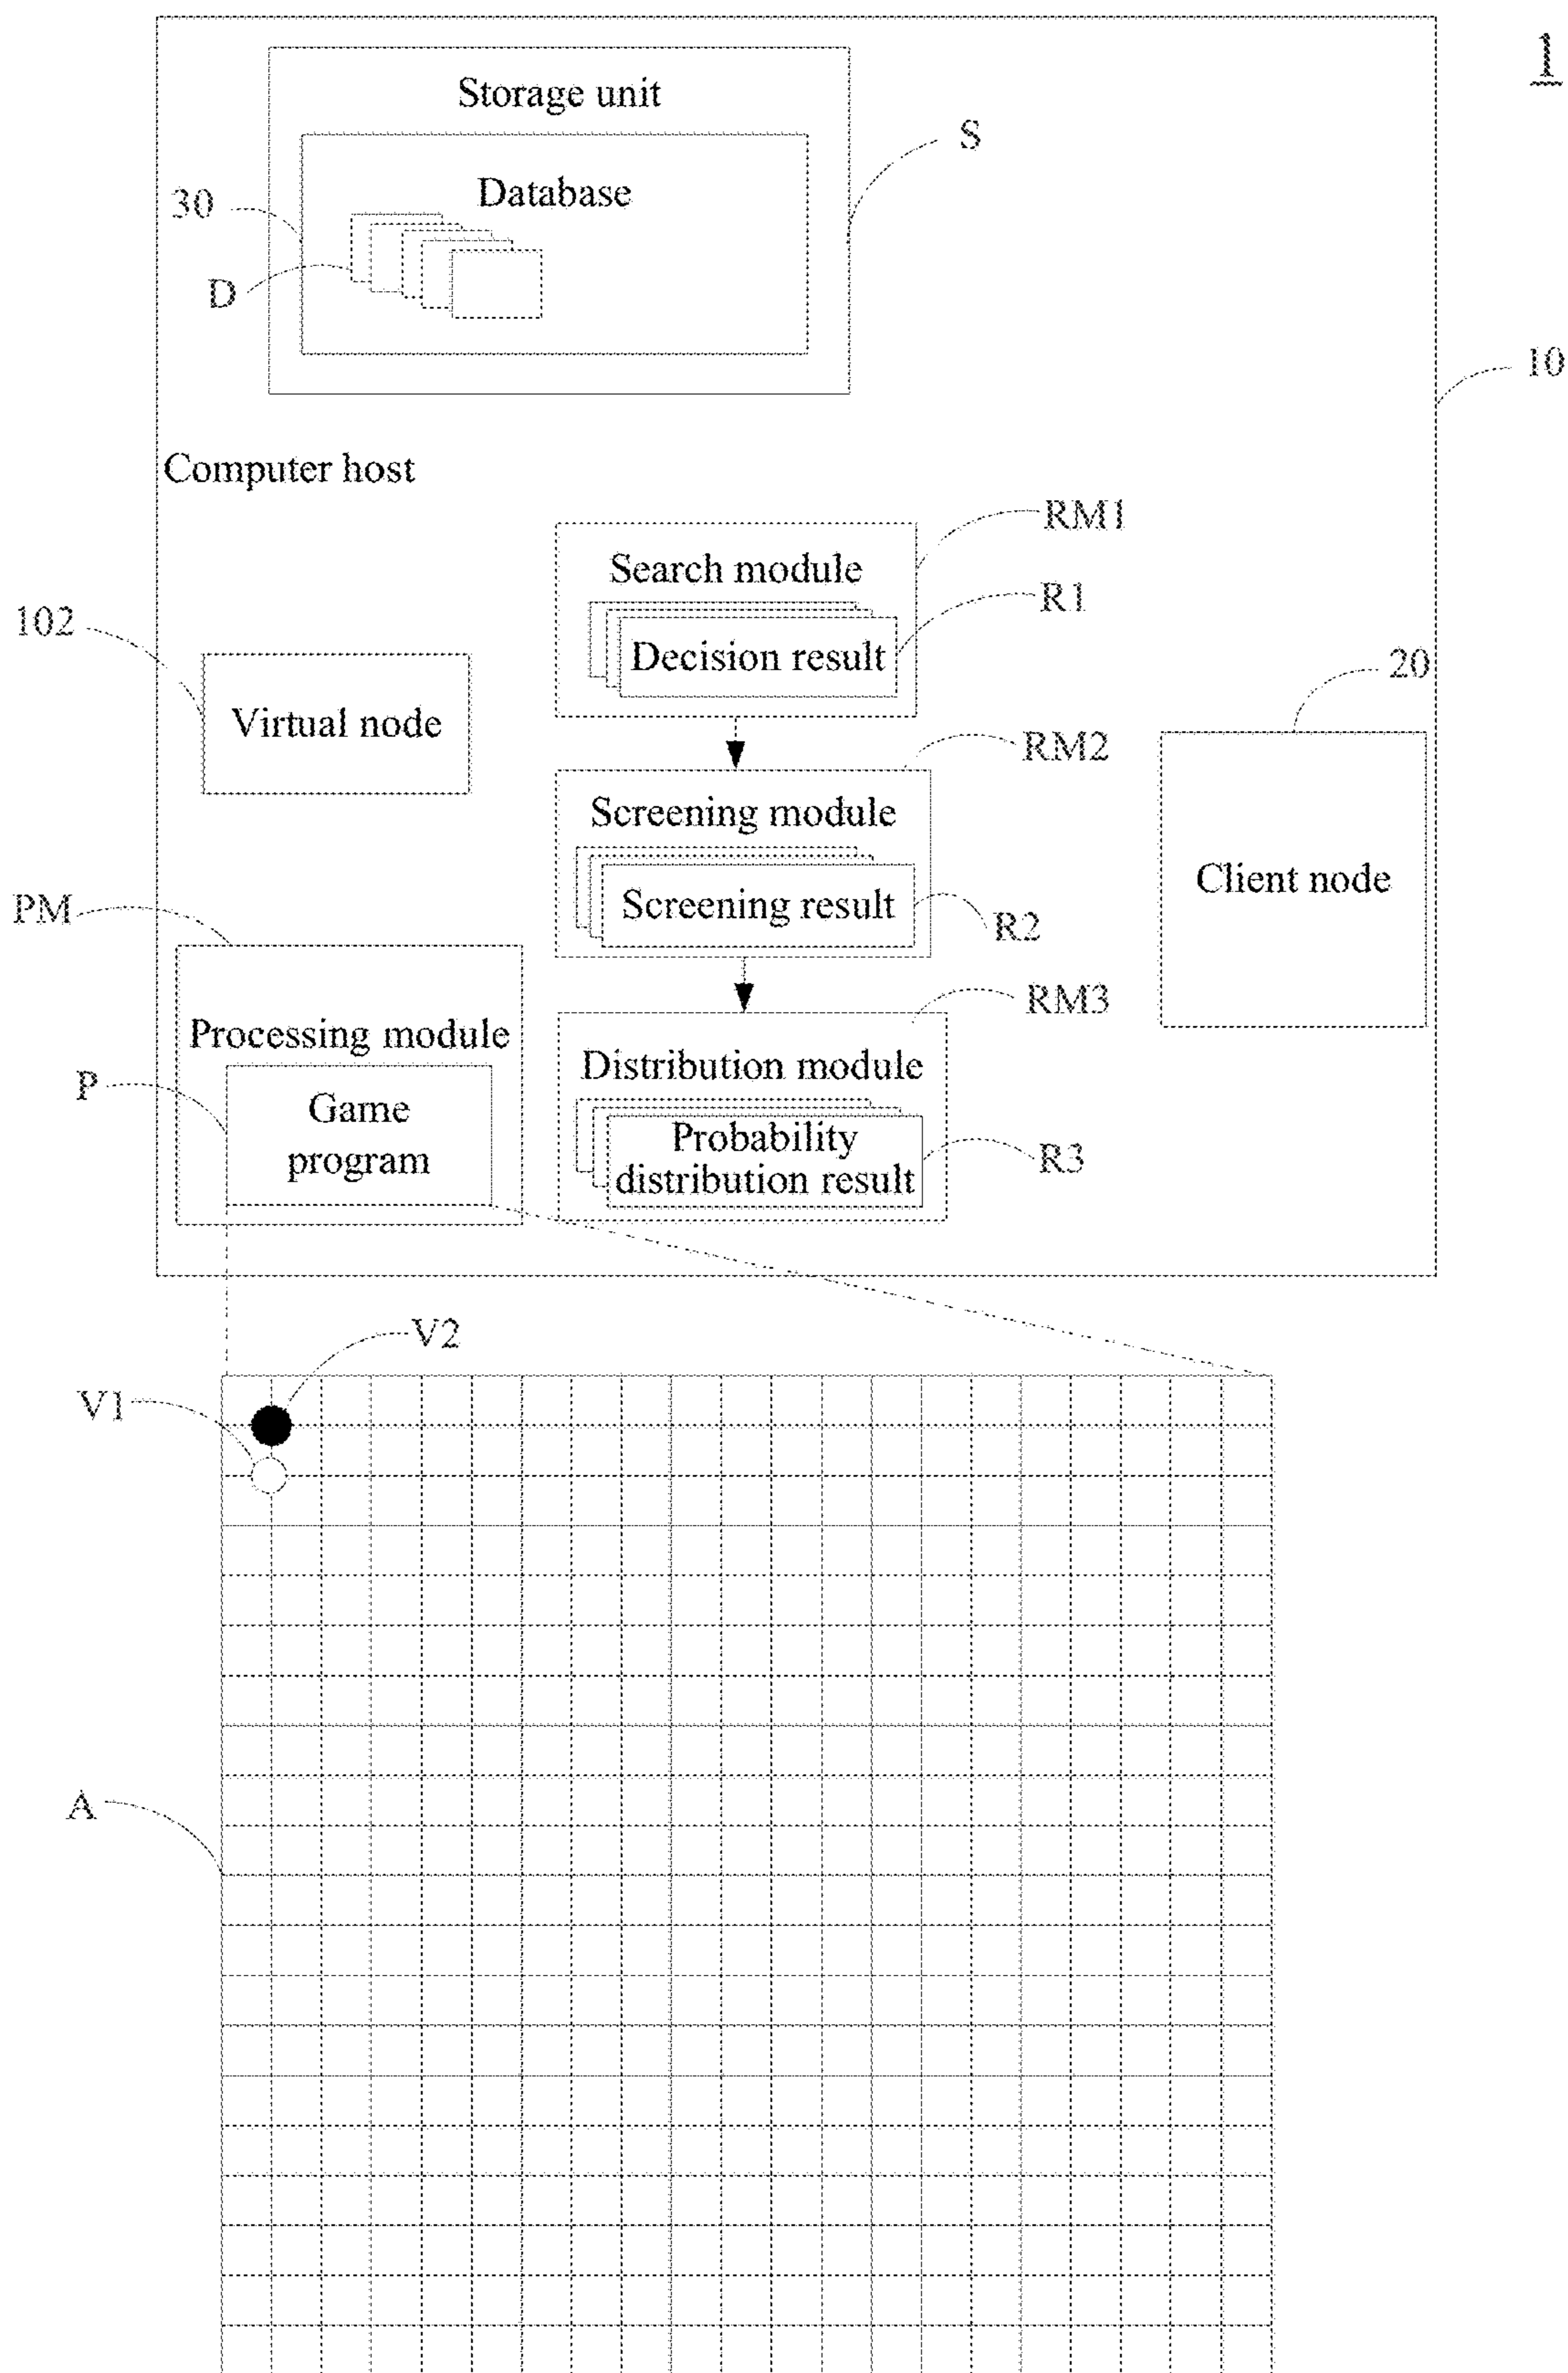 1
Storage unit
S
Database
30
D
10
Computer host
RM1
Search module
R1
102
Decision result
20
Virtual node
RM2
Screening module
Client node
PM
Screening result
R2
RM3
Processing module
Distribution module
P
Game
program
Probability
distribution result
R3
V2
V1
A